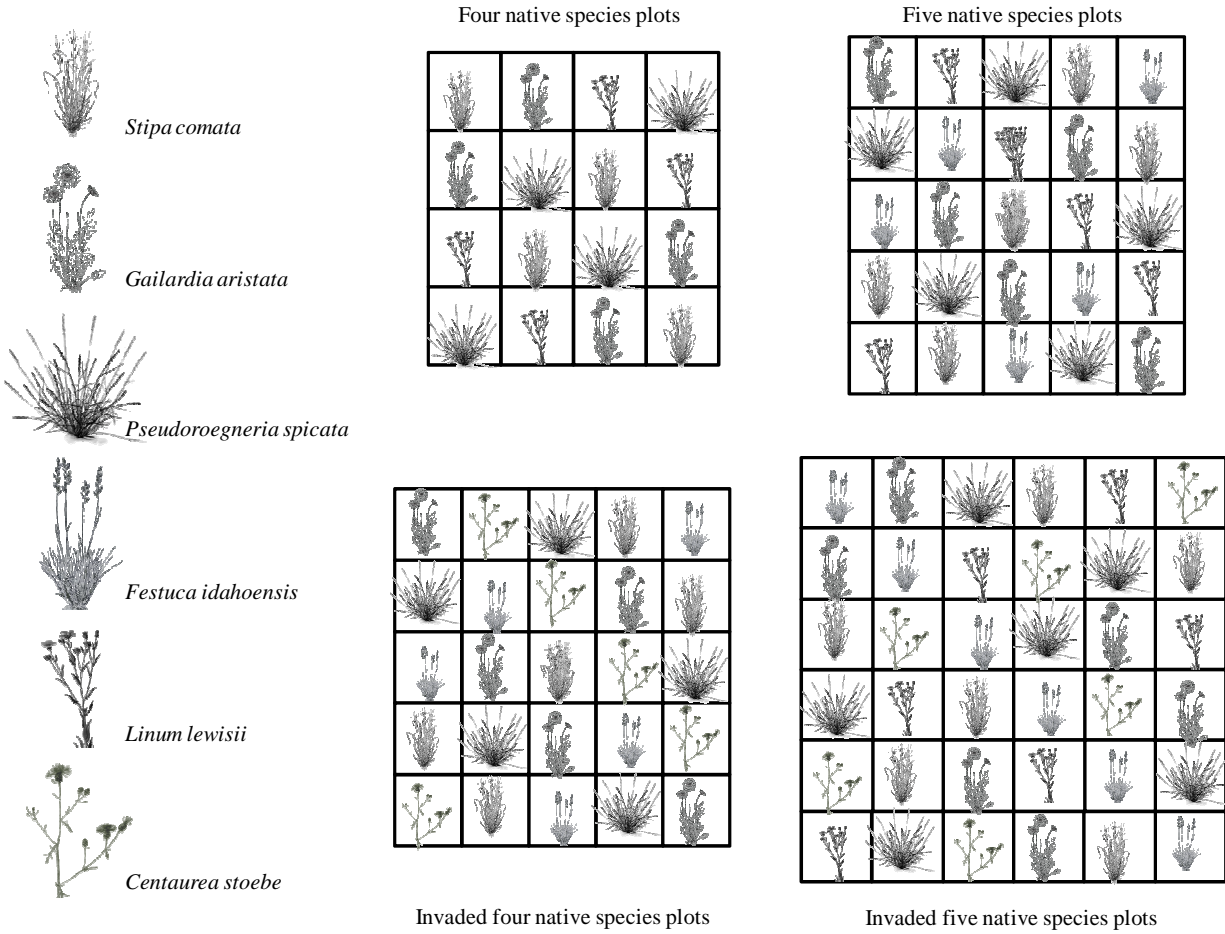 Four native species plots
Five native species plots
Stipa comata
Gailardia aristata
Pseudoroegneria spicata
Festuca idahoensis
Linum lewisii
Centaurea stoebe
Invaded four native species plots
Invaded five native species plots